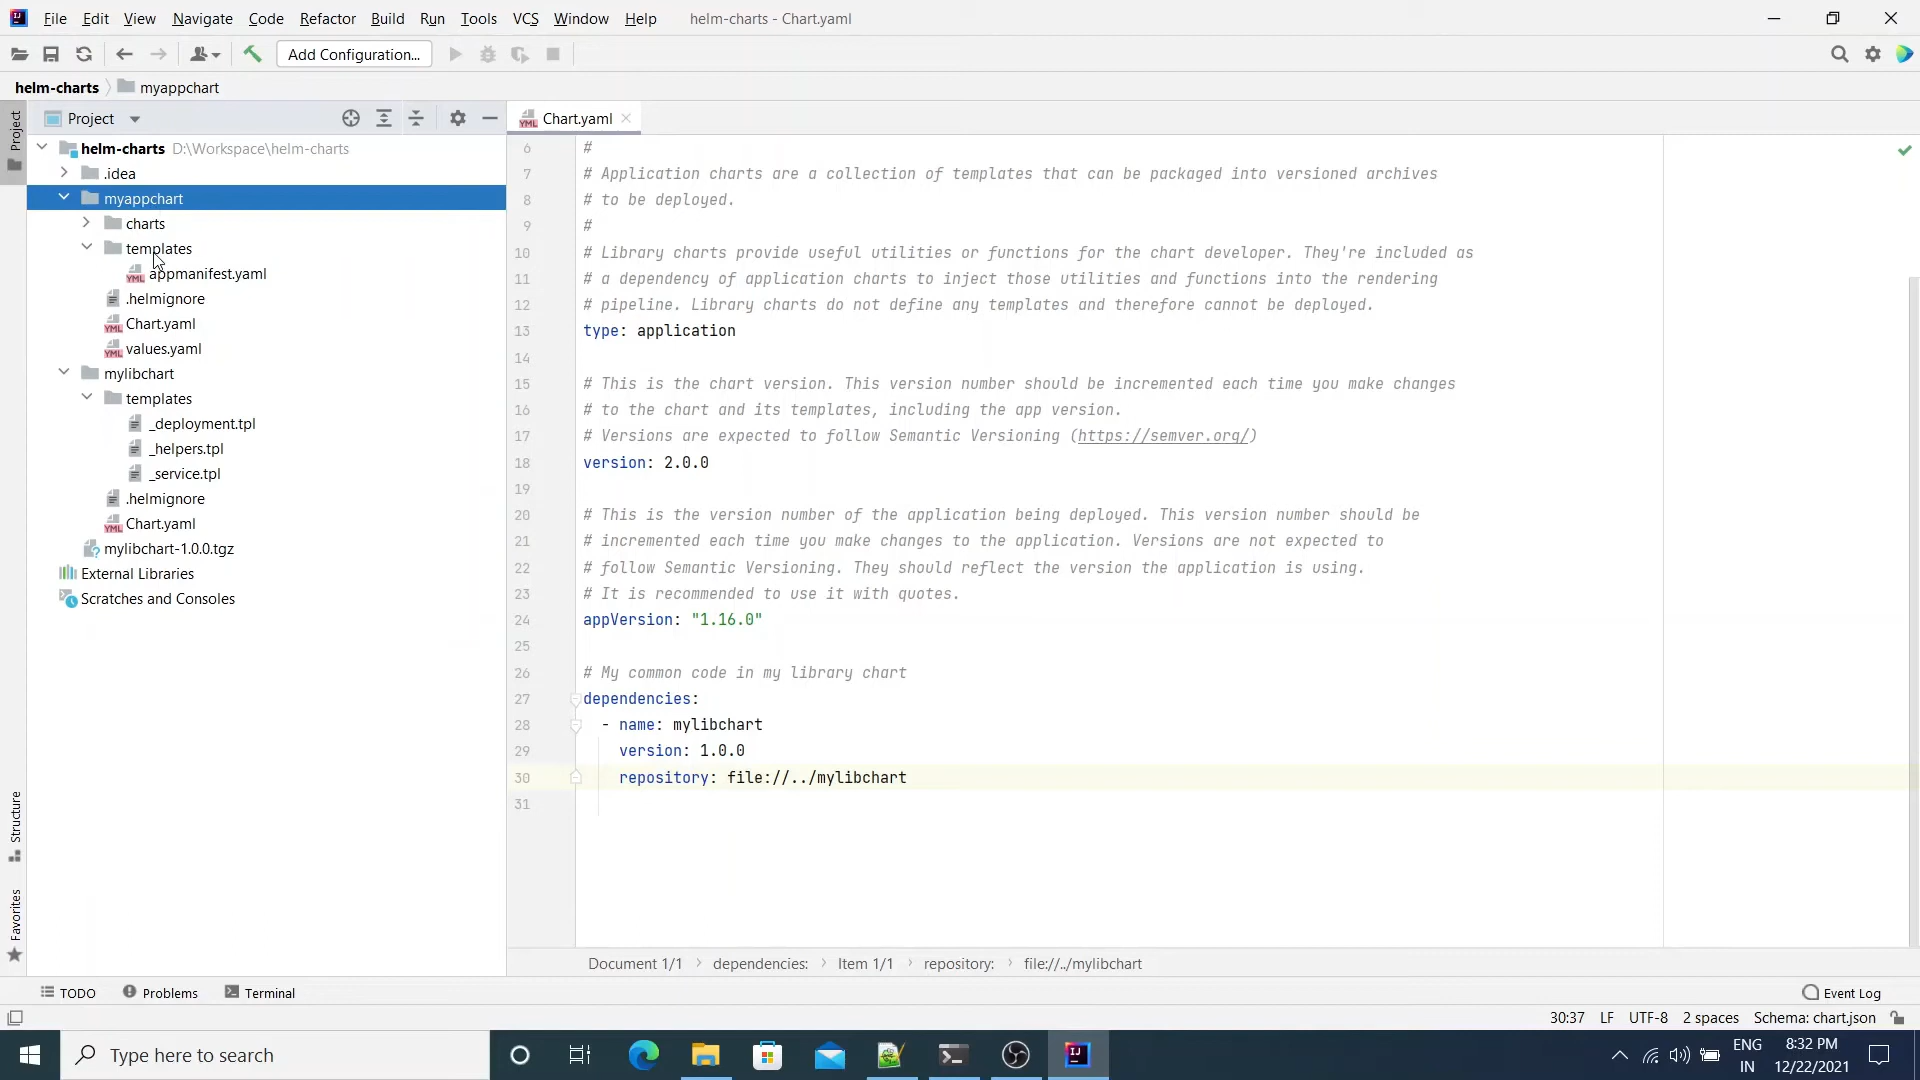 File Edit View Navigate Code Refactor Build Run Tools VCS Window Help helm-charts - Chart.yaml
Add Configuration...
helm-charts myappchart
Project
Project
Chart.yaml
helm-charts D:\Workspace\helm-charts
.idea
myappchart
charts
templates
appmanifest.yaml
.helmignore
Chart.yaml
values.yaml
mylibchart
templates
_deployment.tpl
_helpers.tpl
_service.tpl
.helmignore
Chart.yaml
mylibchart-1.0.0.tgz
External Libraries
Scratches and Consoles
Structure
Favorites
6 #
7 # Application charts are a collection of templates that can be packaged into versioned archives
8 # to be deployed.
9 #
10 # Library charts provide useful utilities or functions for the chart developer. They're included as
11 # a dependency of application charts to inject those utilities and functions into the rendering
12 # pipeline. Library charts do not define any templates and therefore cannot be deployed.
13 type: application
14
15 # This is the chart version. This version number should be incremented each time you make changes
16 # to the chart and its templates, including the app version.
17 # Versions are expected to follow Semantic Versioning (https://semver.org/)
18 version: 2.0.0
19
20 # This is the version number of the application being deployed. This version number should be
21 # incremented each time you make changes to the application. Versions are not expected to
22 # follow Semantic Versioning. They should reflect the version the application is using.
23 # It is recommended to use it with quotes.
24 appVersion: "1.16.0"
25
26 # My common code in my library chart
27 dependencies:
28 - name: mylibchart
29 version: 1.0.0
30 repository: file://../mylibchart
31
Document 1/1 dependencies: Item 1/1 repository: file://../mylibchart
TODO Problems Terminal Event Log
30:37 LF UTF-8 2 spaces Schema: chart.json
Type here to search
ENG
IN
8:32 PM
12/22/2021